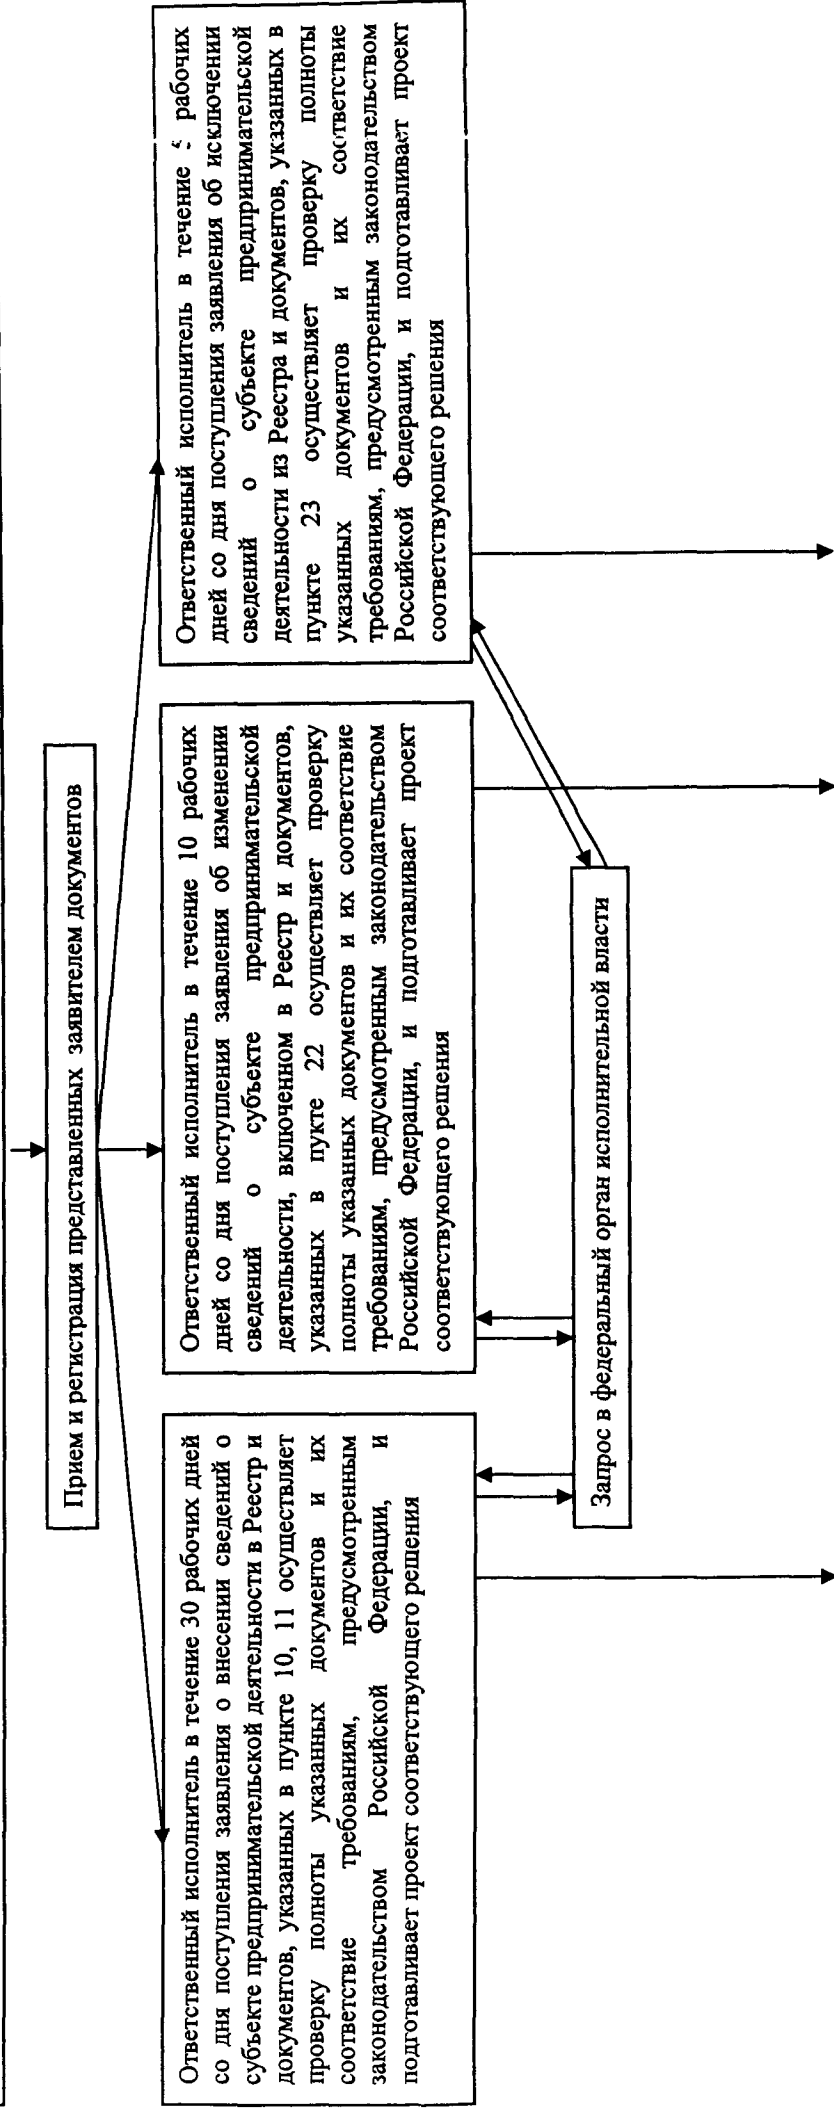 Прием и регистрация представленных заявителем документов
Ответственный исполнитель в течение 30 рабочих дней
со дня поступления заявления о внесении сведений о
субъекте предпринимательской деятельности в Реестр и
документов, указанных в пункте 10, 11 осуществляет
проверку полноты указанных документов и их
соответствие требованиям, предусмотренным
законодательством Российской Федерации, и
подготавливает проект соответствующего решения
Ответственный исполнитель в течение 10 рабочих
дней со дня поступления заявления об изменении
сведений о субъекте предпринимательской
деятельности, включенном в Реестр и документов,
указанных в пукте 22 осуществляет проверку
полноты указанных документов и их соответствие
требованиям, предусмотренным законодательством
Российской Федерации, и подготавливает проект
соответствующего решения
Ответственный исполнитель в течение рабочих
дней со дня поступления заявления об исключении
сведений о субъекте предпринимательской
деятельности из Реестра и документов, указанных в
пункте 23 осуществляет проверку полноты
указанных документов и их соответствие
требованиям, предусмотренным законодательством
Российской Федерации, и подготавливает проект
соответствующего решения
Запрос в федеральный орган исполнительной власти